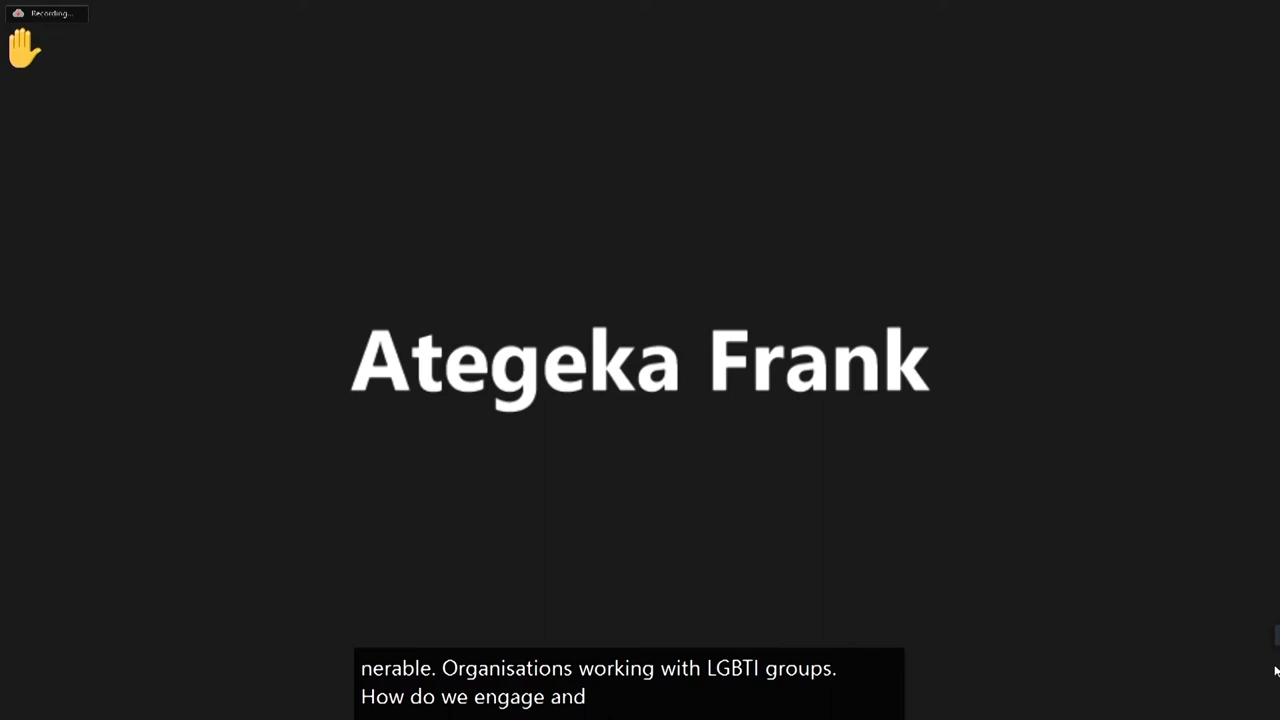 Recording...
Ategeka Frank
nerable. Organisations working with LGBTI groups.
How do we engage and